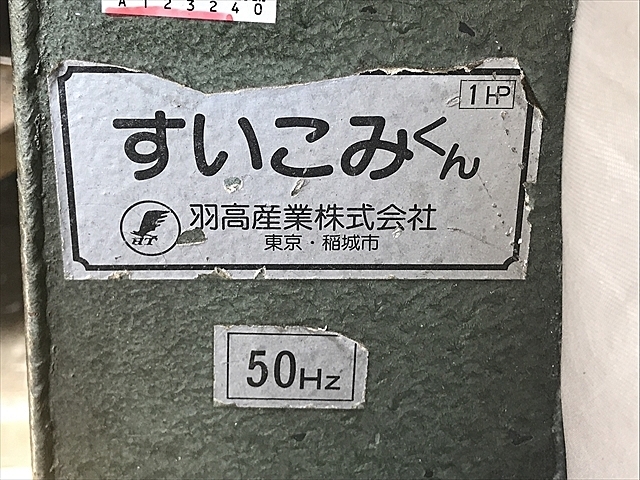 A123240
1HP
すいこみくん
HT
羽高産業株式会社
東京・稲城市
50Hz